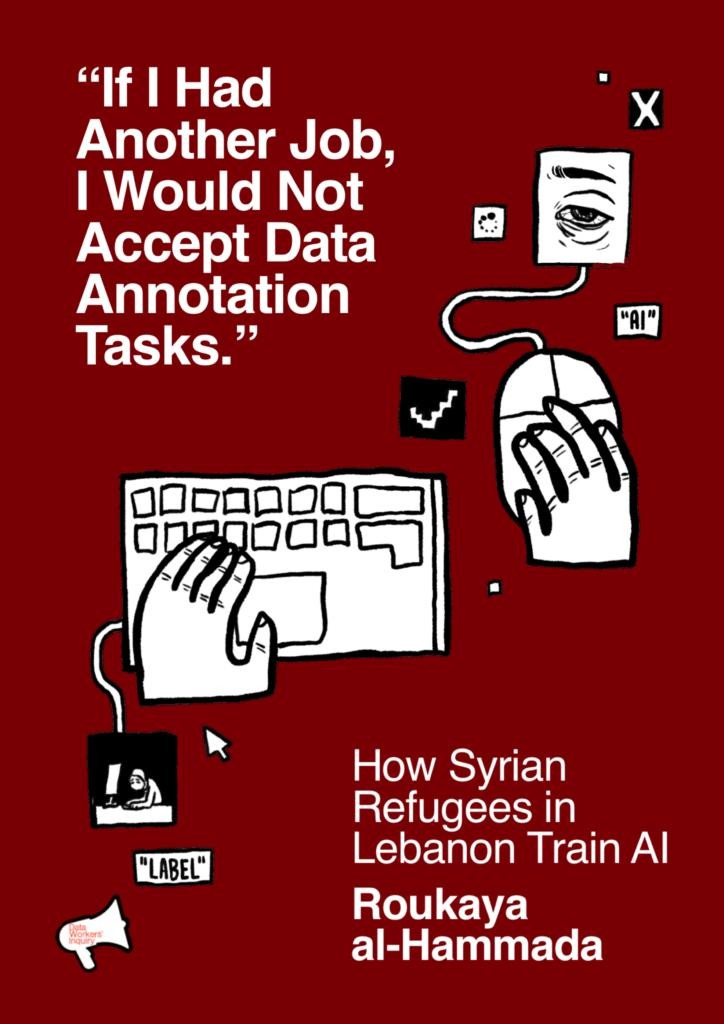 “If I Had
Another Job,
I Would Not
Accept Data
Annotation
Tasks.”
X
"AI"
"LABEL"
How Syrian
Refugees in
Lebanon Train AI
Roukaya
al-Hammada
Data
Workers'
Inquiry